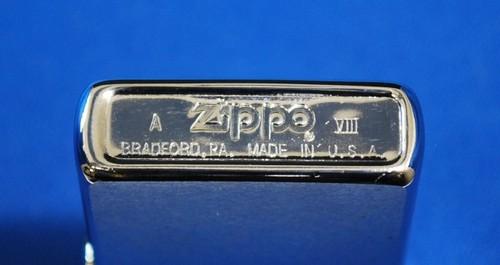 A Zippo VIII
BRADFORD, PA. MADE IN U.S.A.